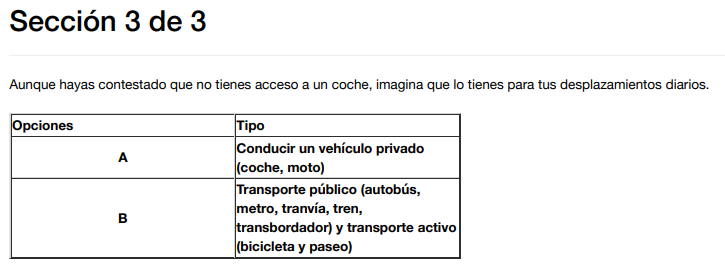 Sección 3 de 3
Aunque hayas contestado que no tienes acceso a un coche, imagina que lo tienes para tus desplazamientos diarios.
Opciones Tipo
A
Conducir un vehículo privado
(coche, moto)
B
Transporte público (autobús,
metro, tranvía, tren,
transbordador) y transporte activo
(bicicleta y paseo)